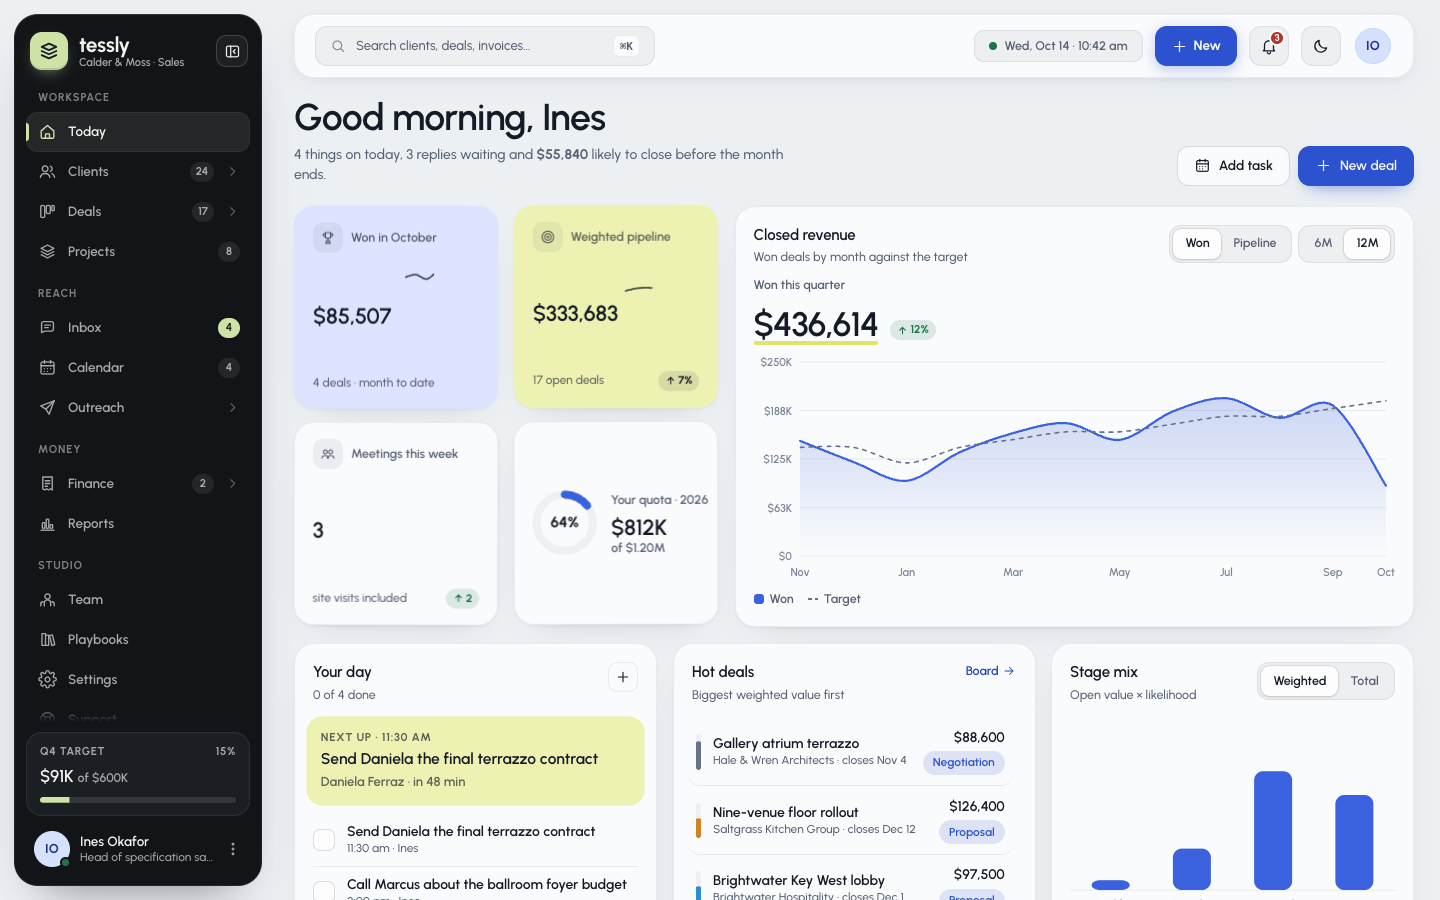 tessly
Calder & Moss · Sales
WORKSPACE
Today
Clients 24
Deals 17
Projects 8
REACH
Inbox 4
Calendar 4
Outreach
MONEY
Finance 2
Reports
STUDIO
Team
Playbooks
Settings
Support
Q4 TARGET 15%
$91K of $600K
IO
Ines Okafor
Head of specification sa...
Search clients, deals, invoices... ⌘K
Wed, Oct 14 · 10:42 am
New
3
IO
Good morning, Ines
4 things on today, 3 replies waiting and $55,840 likely to close before the month
ends.
Add task
New deal
Won in October
$85,507
4 deals · month to date
Weighted pipeline
$333,683
17 open deals
↑ 7%
Meetings this week
3
site visits included
↑ 2
64%
Your quota · 2026
$812K
of $1.20M
Closed revenue
Won deals by month against the target
Won Pipeline
6M 12M
Won this quarter
$436,614 ↑ 12%
$250K
$188K
$125K
$63K
$0
Nov Jan Mar May Jul Sep Oct
Won Target
Your day
0 of 4 done
NEXT UP · 11:30 AM
Send Daniela the final terrazzo contract
Daniela Ferraz · in 48 min
Send Daniela the final terrazzo contract
11:30 am · Ines
Call Marcus about the ballroom foyer budget
Hot deals
Board →
Biggest weighted value first
Gallery atrium terrazzo
Hale & Wren Architects · closes Nov 4
$88,600
Negotiation
Nine-venue floor rollout
Saltgrass Kitchen Group · closes Dec 12
$126,400
Proposal
Brightwater Key West lobby
Brightwater Hospitality · closes Dec 1
$97,500
Proposal
Stage mix
Open value × likelihood
Weighted Total